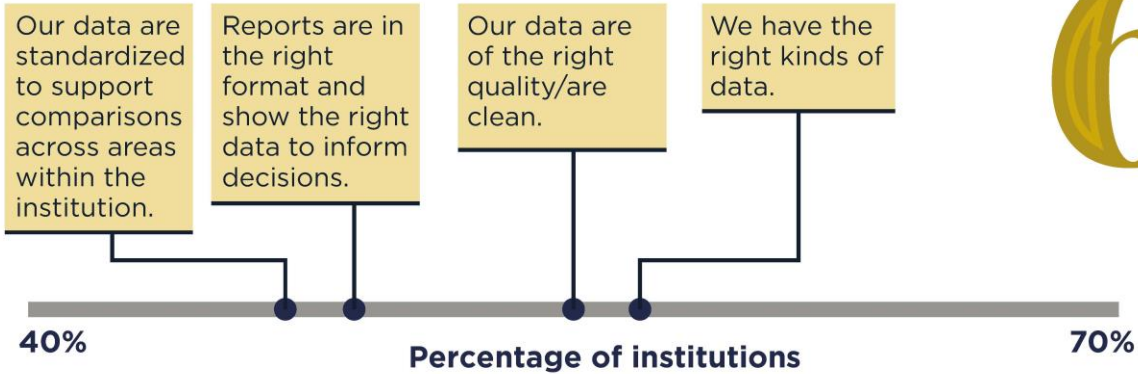 Our data are
standardized
to support
comparisons
across areas
within the
institution.
Reports are in
the right
format and
show the right
data to inform
decisions.
Our data are
of the right
quality/are
clean.
We have the
right kinds of
data.
6
40%
70%
Percentage of institutions